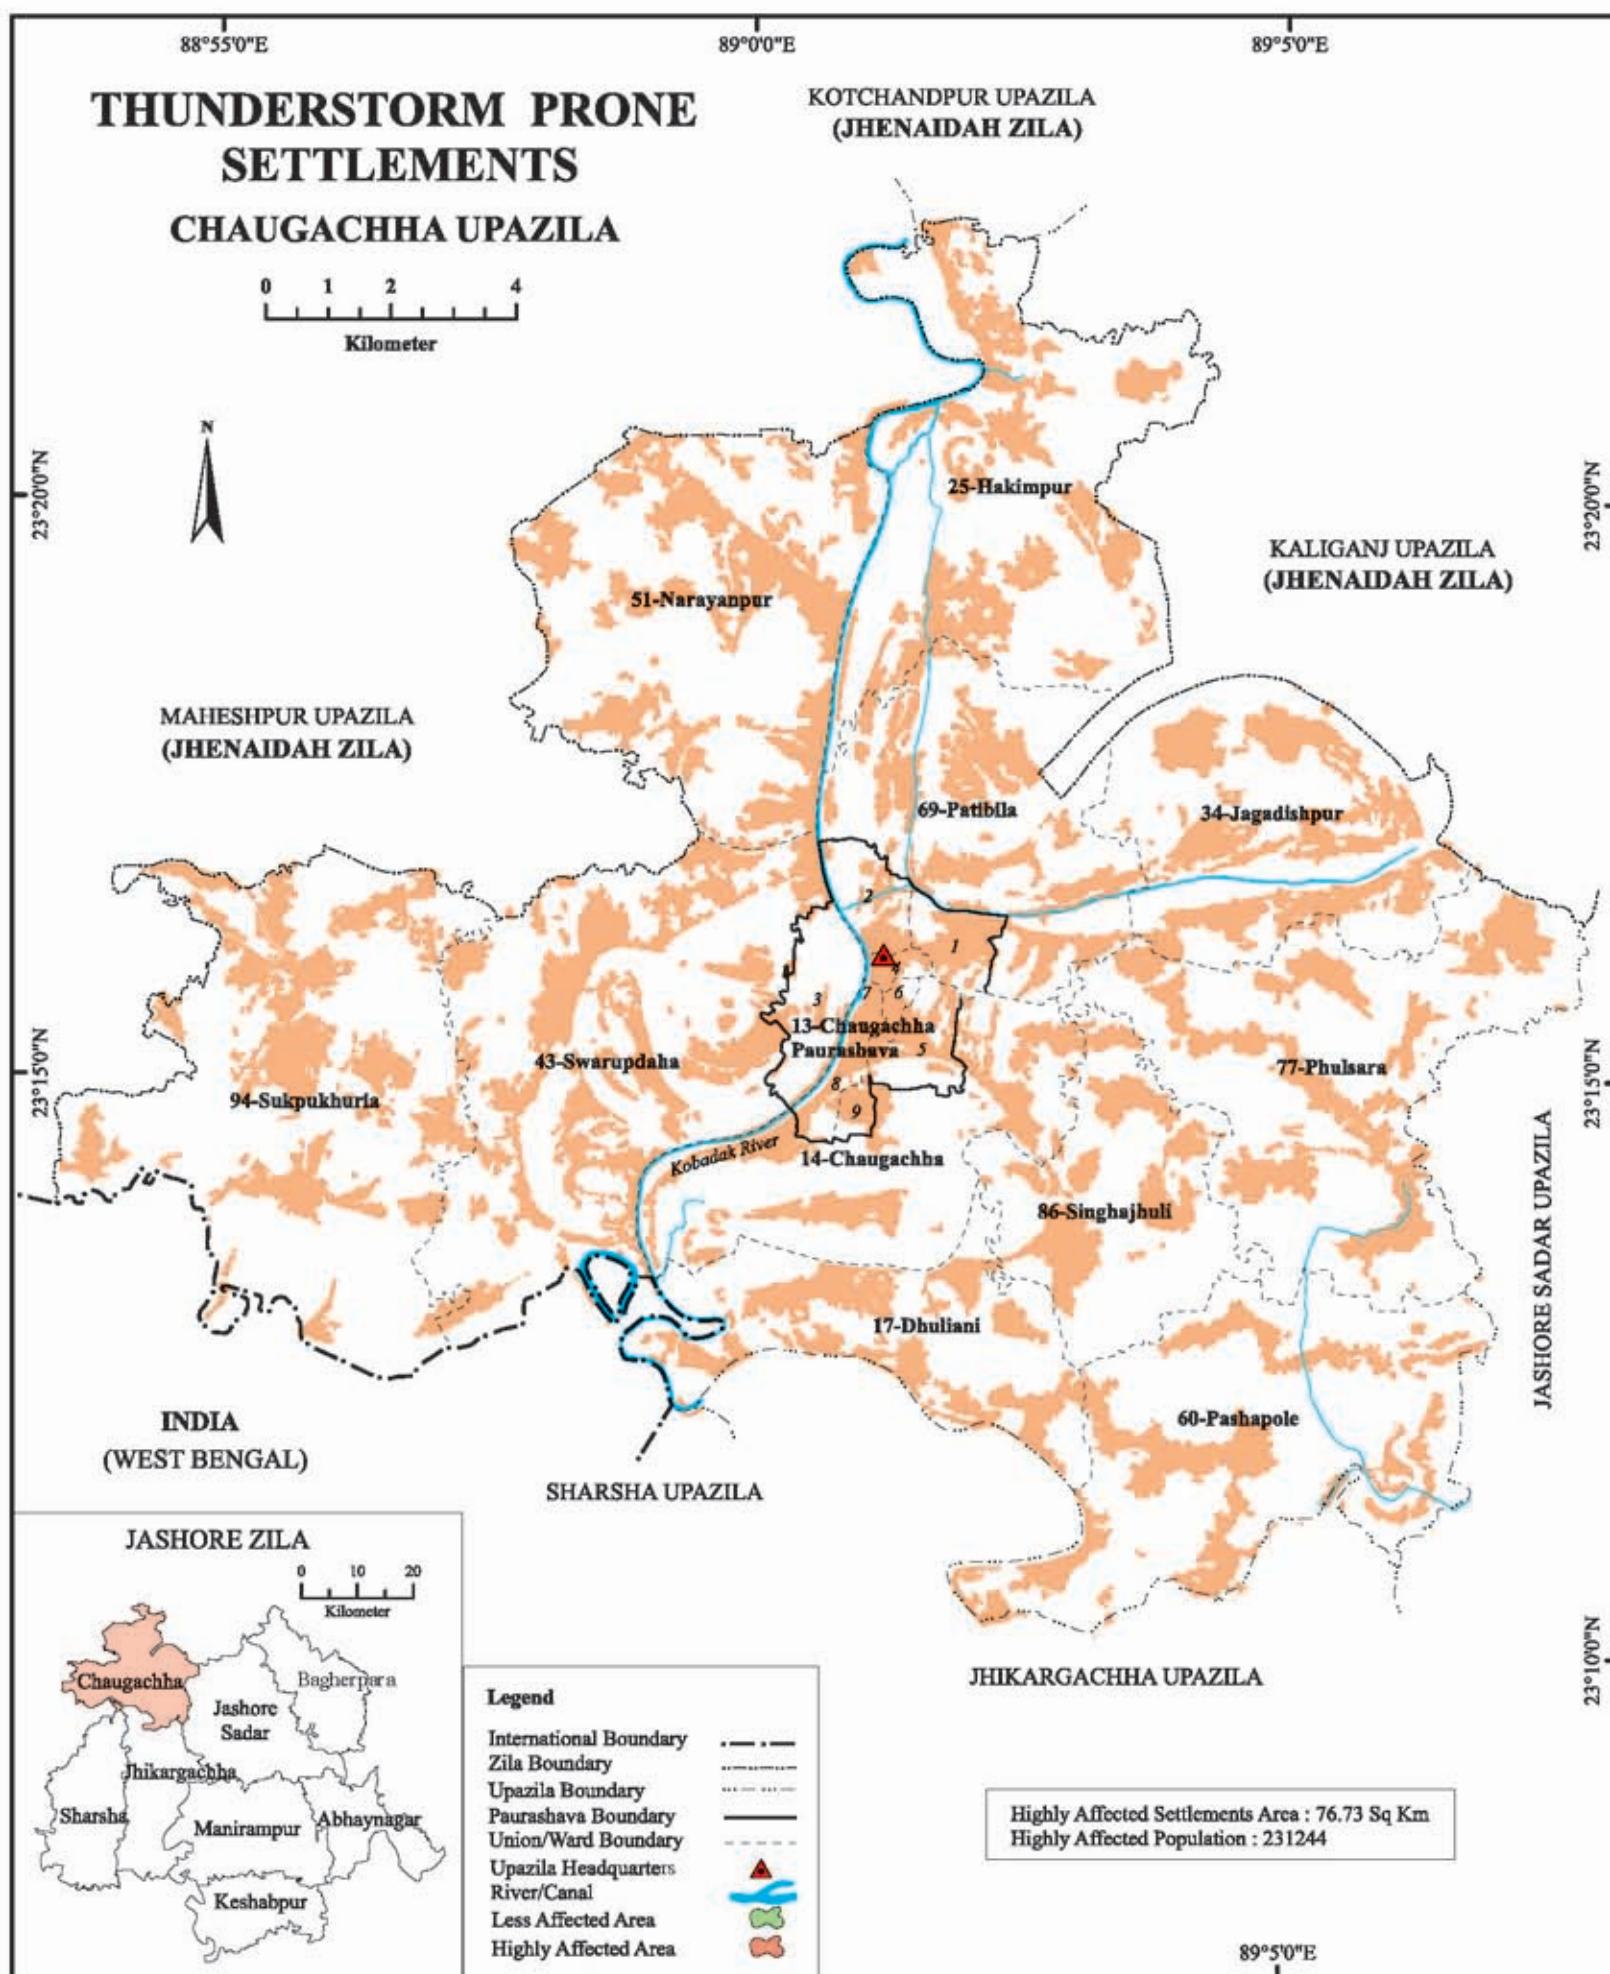 88°55'0"E
89°0'0"E
89°5'0"E
THUNDERSTORM PRONE
SETTLEMENTS
CHAUGACHHA UPAZILA
0 1 2 4
Kilometer
KOTCHANDPUR UPAZILA
(JHENAIDAH ZILA)
N
23°20'0"N
23°20'0"N
25-Hakimpur
KALIGANJ UPAZILA
(JHENAIDAH ZILA)
51-Narayanpur
MAHESHPUR UPAZILA
(JHENAIDAH ZILA)
69-Patibila
34-Jagadishpur
2
1
4
3
7
6
13-Chaugachha
Paurashava
5
43-Swarupdaha
77-Phulsara
23°15'0"N
23°15'0"N
94-Sukpukhuria
8
9
Kobadak River
14-Chaugachha
86-Singhajhuli
JASHORE SADAR UPAZILA
17-Dhuliani
60-Pashapole
INDIA
(WEST BENGAL)
SHARSHA UPAZILA
JHIKARGACHHA UPAZILA
23°10'0"N
JASHORE ZILA
0 10 20
Kilometer
Chaugachha
Bagherpara
Jashore
Sadar
Jhikargachha
Sharsha
Manirampur
Abhaynagar
Keshabpur
Legend
International Boundary
Zila Boundary
Upazila Boundary
Paurashava Boundary
Union/Ward Boundary
Upazila Headquarters
River/Canal
Less Affected Area
Highly Affected Area
Highly Affected Settlements Area : 76.73 Sq Km
Highly Affected Population : 231244
89°5'0"E